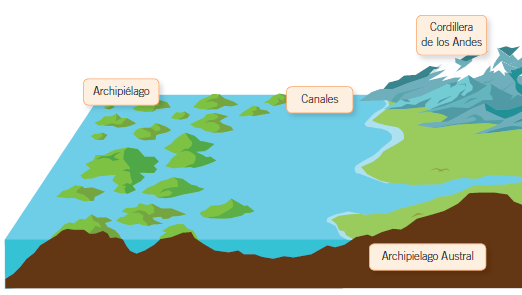 Cordillera
de los Andes
Archipiélago
Canales
Archipielago Austral